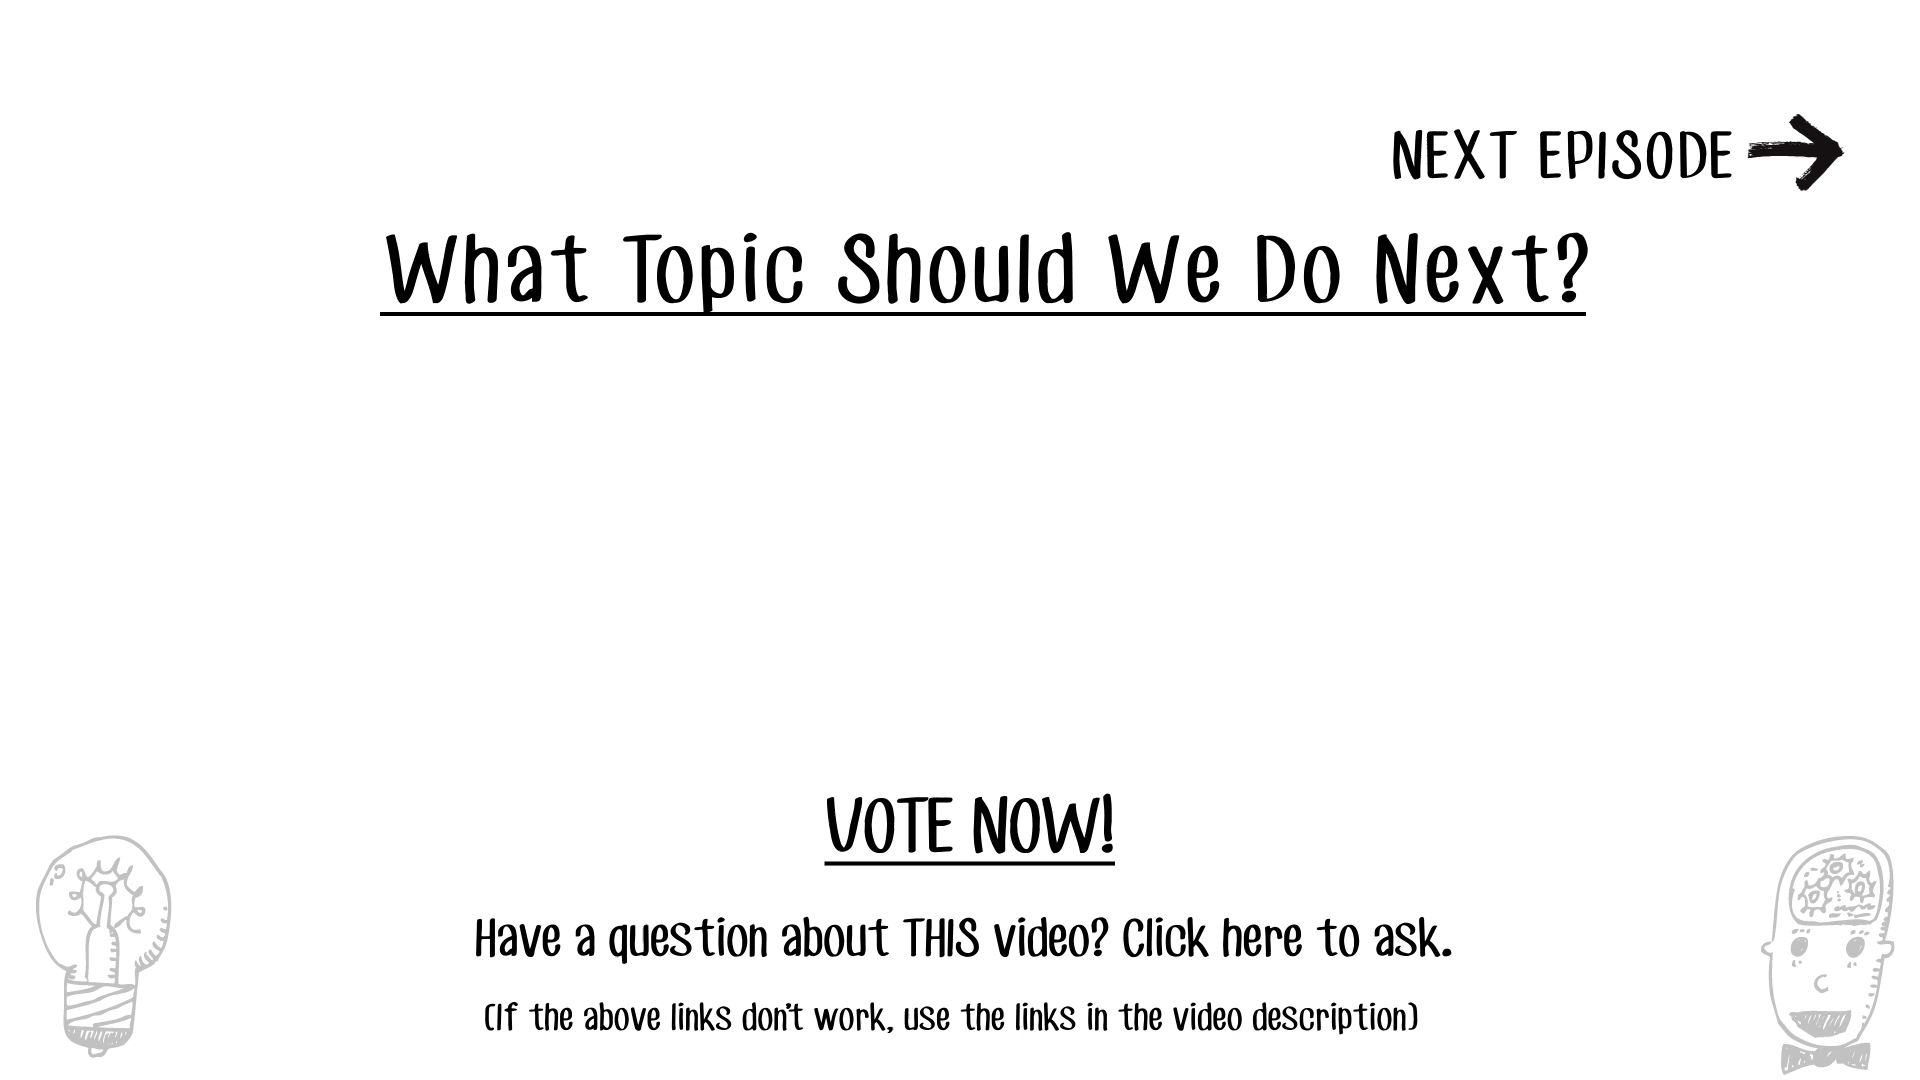 NEXT EPISODE
What Topic Should We Do Next?
VOTE NOW!
Have a question about THIS video? Click here to ask.
(If the above links don't work, use the links in the video description)